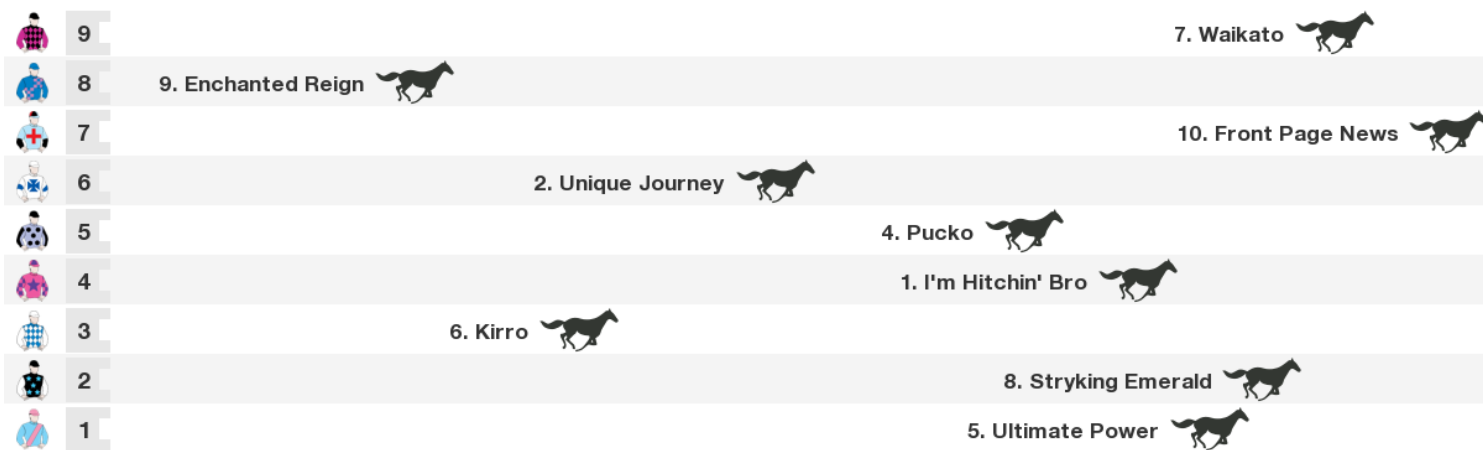 9 7. Waikato
8 9. Enchanted Reign
7 10. Front Page News
6 2. Unique Journey
5 4. Pucko
4 1. I'm Hitchin' Bro
3 6. Kirro
2 8. Stryking Emerald
1 5. Ultimate Power